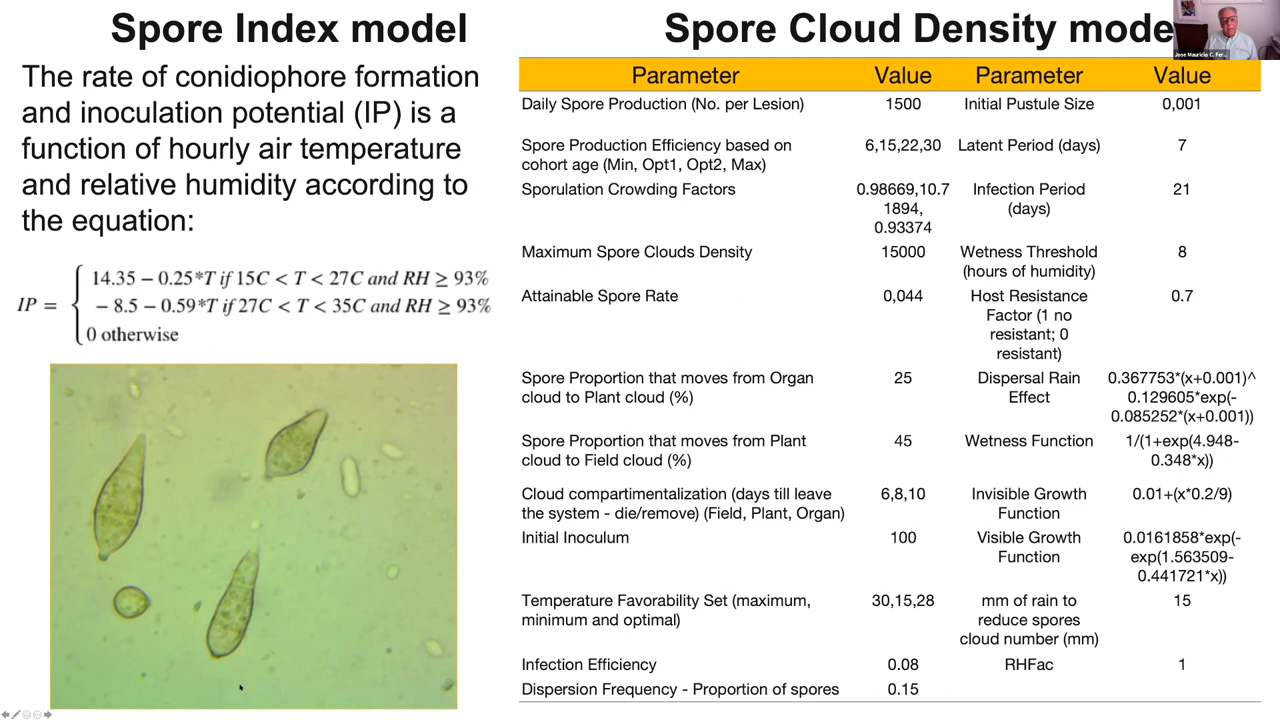 Spore Index model
The rate of conidiophore formation
and inoculation potential (IP) is a
function of hourly air temperature
and relative humidity according to
the equation:
IP = { 14.35 – 0.25*T if 15C < T < 27C and RH ≥ 93%
– 8.5 – 0.59*T if 27C < T < 35C and RH ≥ 93%
0 otherwise
Spore Cloud Density mode
Jose Mauricio C. Fer...
Parameter Value Parameter Value
Daily Spore Production (No. per Lesion) 1500 Initial Pustule Size 0,001
Spore Production Efficiency based on
cohort age (Min, Opt1, Opt2, Max) 6,15,22,30 Latent Period (days) 7
Sporulation Crowding Factors 0.98669,10.7
1894,
0.93374 Infection Period
(days) 21
Maximum Spore Clouds Density 15000 Wetness Threshold
(hours of humidity) 8
Attainable Spore Rate 0,044 Host Resistance
Factor (1 no
resistant; 0
resistant) 0.7
Spore Proportion that moves from Organ
cloud to Plant cloud (%) 25 Dispersal Rain
Effect 0.367753*(x+0.001)^
0.129605*exp(-
0.085252*(x+0.001))
Spore Proportion that moves from Plant
cloud to Field cloud (%) 45 Wetness Function 1/(1+exp(4.948-
0.348*x))
Cloud compartimentalization (days till leave
the system - die/remove) (Field, Plant, Organ) 6,8,10 Invisible Growth
Function 0.01+(x*0.2/9)
Initial Inoculum 100 Visible Growth
Function 0.0161858*exp(-
exp(1.563509-
0.441721*x))
Temperature Favorability Set (maximum,
minimum and optimal) 30,15,28 mm of rain to
reduce spores
cloud number (mm) 15
Infection Efficiency 0.08 RHFac 1
Dispersion Frequency - Proportion of spores 0.15